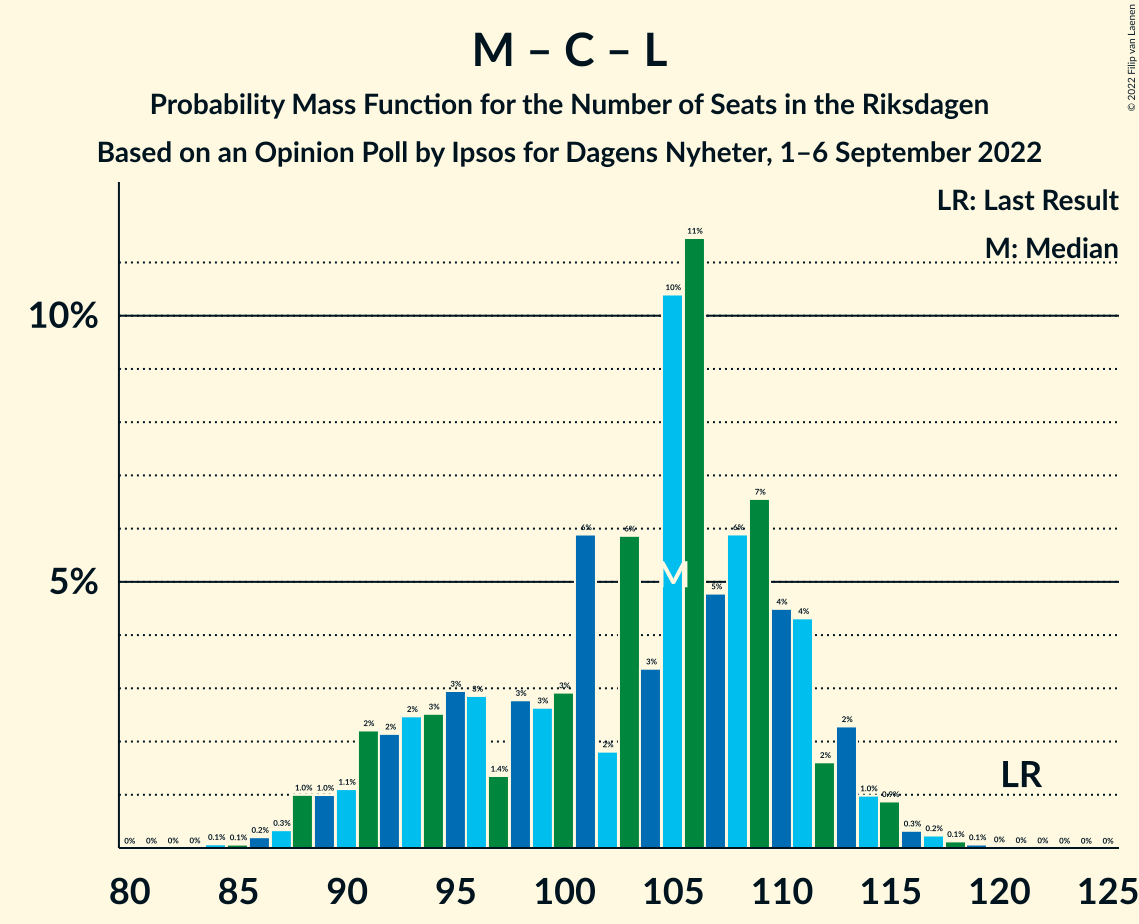 M – C – L
Probability Mass Function for the Number of Seats in the Riksdagen
Based on an Opinion Poll by Ipsos for Dagens Nyheter, 1–6 September 2022
© 2022 Filip van Laenen
LR: Last Result
M: Median
10%
5%
0% 0% 0% 0% 0.1% 0.1% 0.2% 0.3% 1.0% 1.0% 1.1% 2% 2% 2% 3% 3% 3% 1.4% 3% 3% 3% 6% 2% 6% 3% 10% 11% 5% 6% 7% 4% 4% 2% 2% 1.0% 0.9% 0.3% 0.2% 0.1% 0.1% 0% 0% 0% 0% 0% 0%
M
LR
80 85 90 95 100 105 110 115 120 125